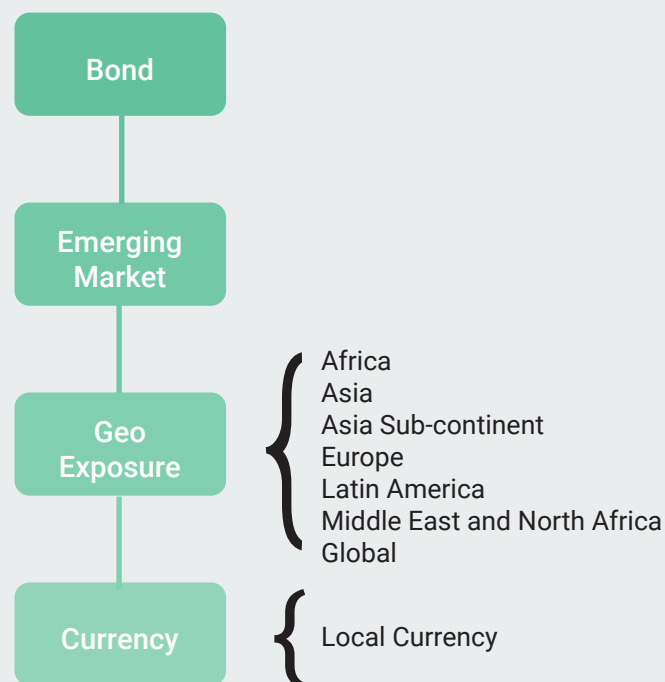 Bond
Emerging
Market
Geo
Exposure
Africa
Asia
Asia Sub-continent
Europe
Latin America
Middle East and North Africa
Global
Currency
Local Currency